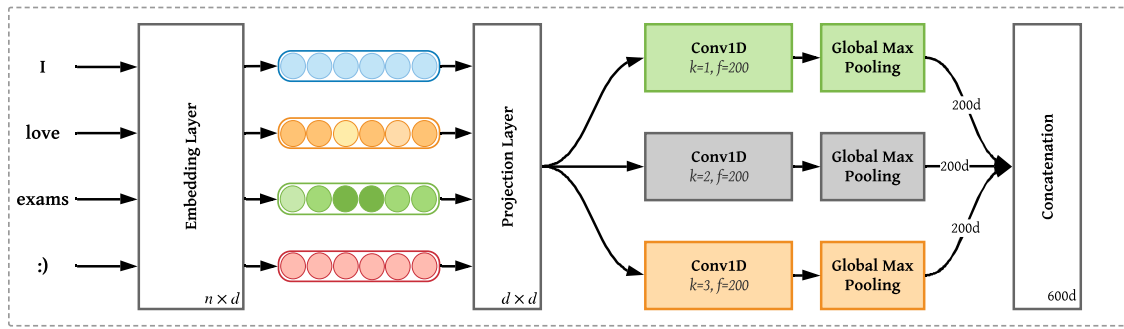 I
love
exams
:)
Embedding Layer
n × d
Projection Layer
d × d
Conv1D
k=1, f=200
Global Max
Pooling
200d
Conv1D
k=2, f=200
Global Max
Pooling
200d
Conv1D
k=3, f=200
Global Max
Pooling
200d
Concatenation
600d